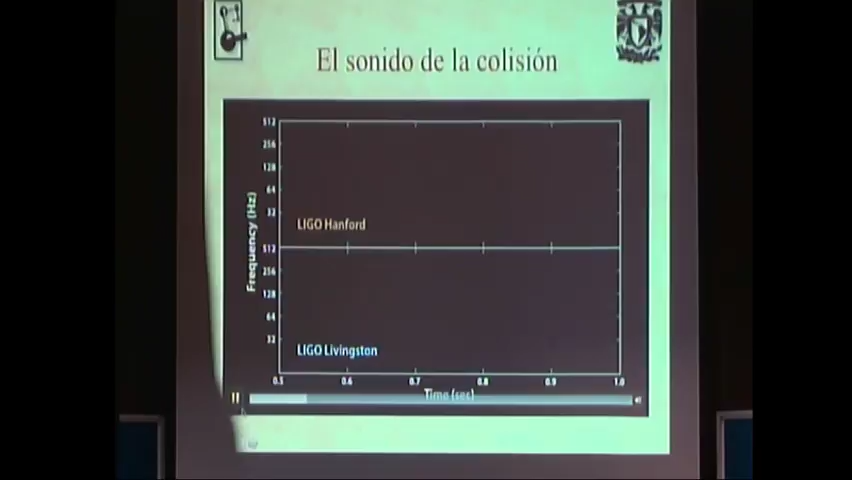 El sonido de la colisión
512
256
128
64
32
LIGO Hanford
Frequency (Hz)
512
256
128
64
32
LIGO Livingston
0.5 0.6 0.7 0.8 0.9 1.0
Time (sec)